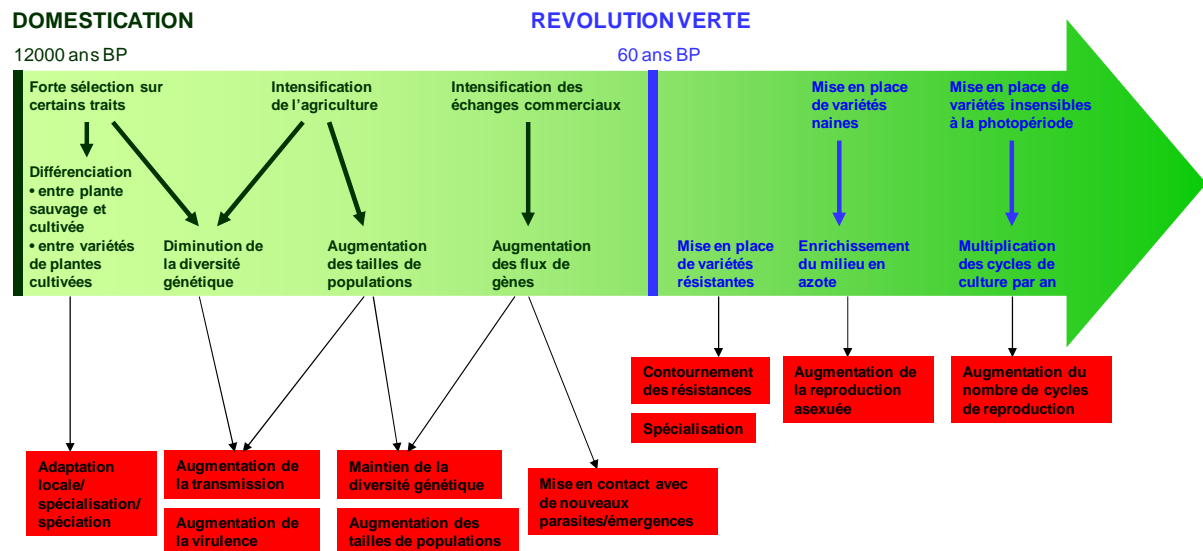 DOMESTICATION
REVOLUTION VERTE
12000 ans BP
60 ans BP
Forte sélection sur
certains traits
Intensification
de l'agriculture
Intensification des
échanges commerciaux
Mise en place
de variétés
naines
Mise en place de
variétés insensibles
à la photopériode
Différenciation
• entre plante
sauvage et
cultivée
• entre variétés
de plantes
cultivées
Diminution de
la diversité
génétique
Augmentation
des tailles de
populations
Augmentation
des flux de
gènes
Mise en place
de variétés
résistantes
Enrichissement
du milieu en
azote
Multiplication
des cycles de
culture par an
Contournement
des résistances
Spécialisation
Augmentation de
la reproduction
asexuée
Augmentation du
nombre de cycles
de reproduction
Adaptation
locale/
spécialisation/
spéciation
Augmentation de
la transmission
Augmentation de
la virulence
Maintien de la
diversité génétique
Augmentation des
tailles de populations
Mise en contact avec
de nouveaux
parasites/émergences